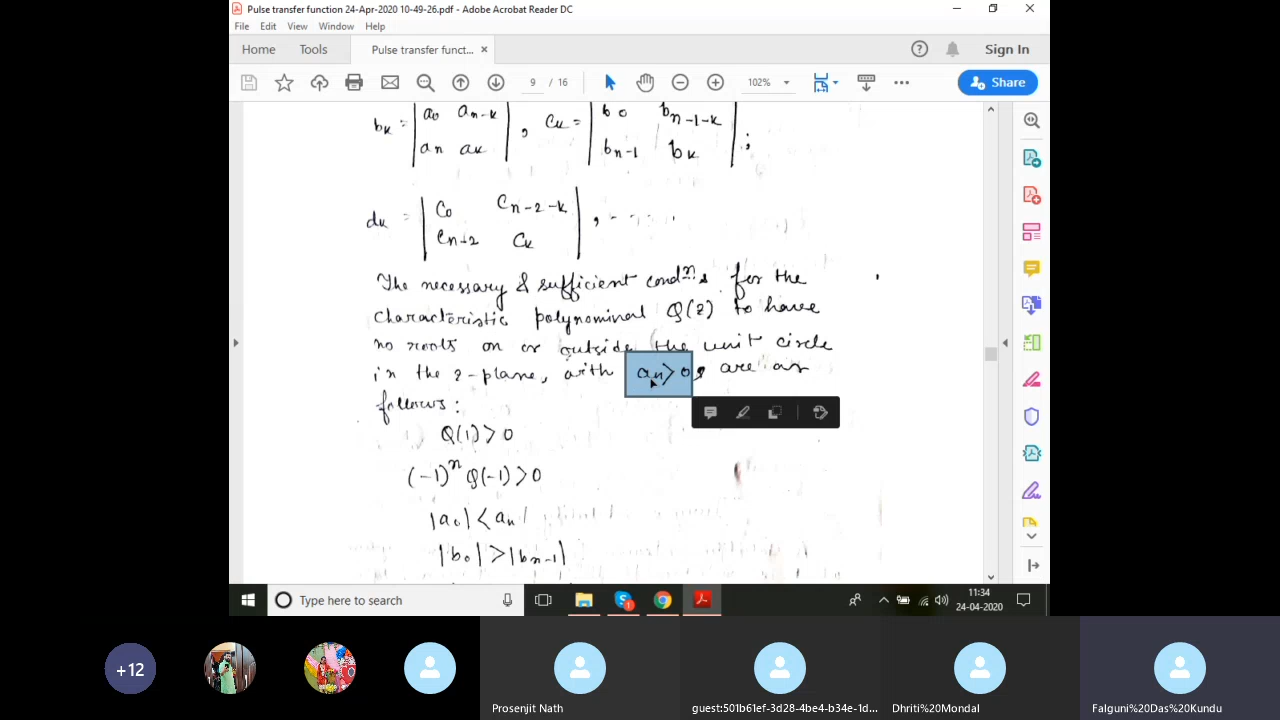 Pulse transfer function 24-Apr-2020 10-49-26.pdf - Adobe Acrobat Reader DC
File Edit View Window Help
Home Tools Pulse transfer funct... × Sign In
9 / 16 102% Share
bk = | a0 an-k | , ck = | b0 bn-1-k | ;
| an ak | | bn-1 bk |
dk = | c0 cn-2-k | , - - - - .
| cn-2 ck |
The necessary & sufficient condns for the
characteristic polynominal Q(z) to have
no roots on or outside the unit circle
in the z-plane, with an > 0, are as
follows :
Q(1) > 0
(-1)^n Q(-1) > 0
|a0| < an
|b0| > |bn-1|
Type here to search
11:34
24-04-2020
+12
Prosenjit Nath
guest:501b61ef-3d28-4be4-b34e-1d...
Dhriti%20Mondal
Falguni%20Das%20Kundu